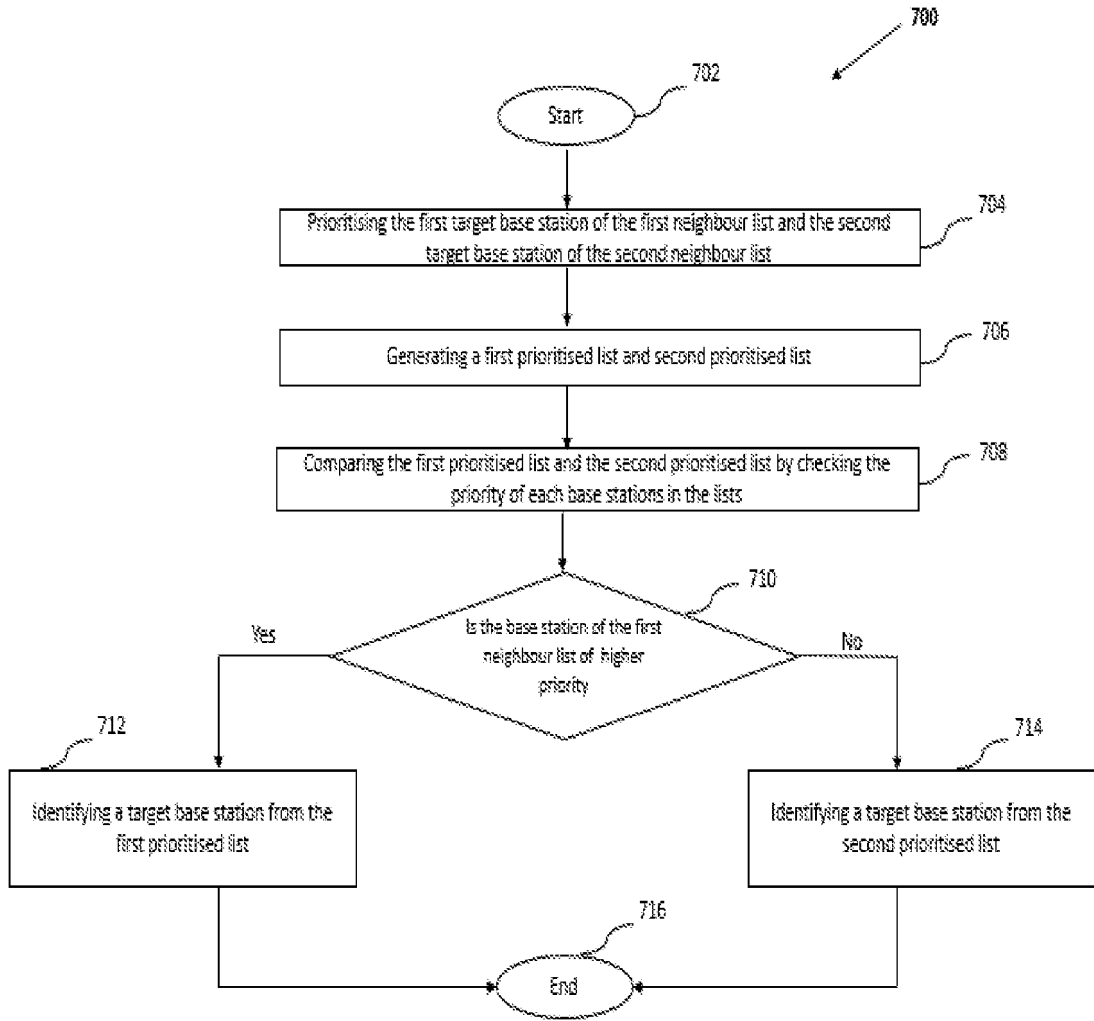 700
702
Start
704
Prioritising the first target base station of the first neighbour list and the second
target base station of the second neighbour list
706
Generating a first prioritised list and second prioritised list
708
Comparing the first prioritised list and the second prioritised list by checking the
priority of each base stations in the lists
710
Is the base station of the first
neighbour list of higher
priority
Yes
No
712
714
Identifying a target base station from the
first prioritised list
Identifying a target base station from the
second prioritised list
716
End